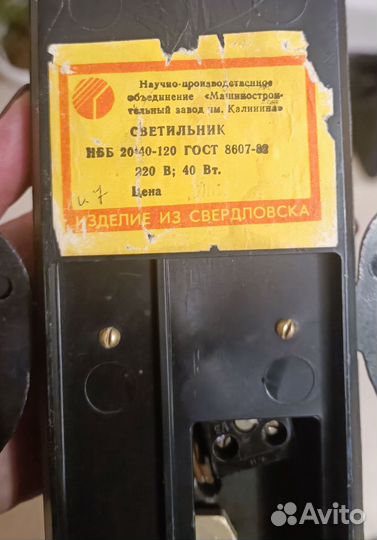 Научно-производственное
объединение «Машинострои-
тельный завод им. Калинина»
СВЕТИЛЬНИК
НББ 20*40-120 ГОСТ 8607-82
220 В; 40 Вт.
Цена
ИЗДЕЛИЕ ИЗ СВЕРДЛОВСКА
Avito